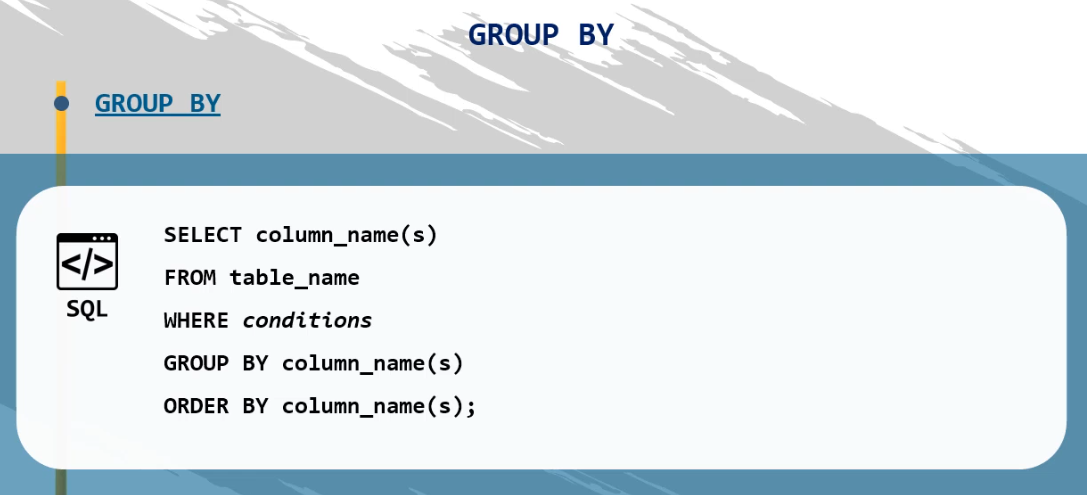 GROUP BY
GROUP BY
</>
SQL
SELECT column_name(s)
FROM table_name
WHERE conditions
GROUP BY column_name(s)
ORDER BY column_name(s);